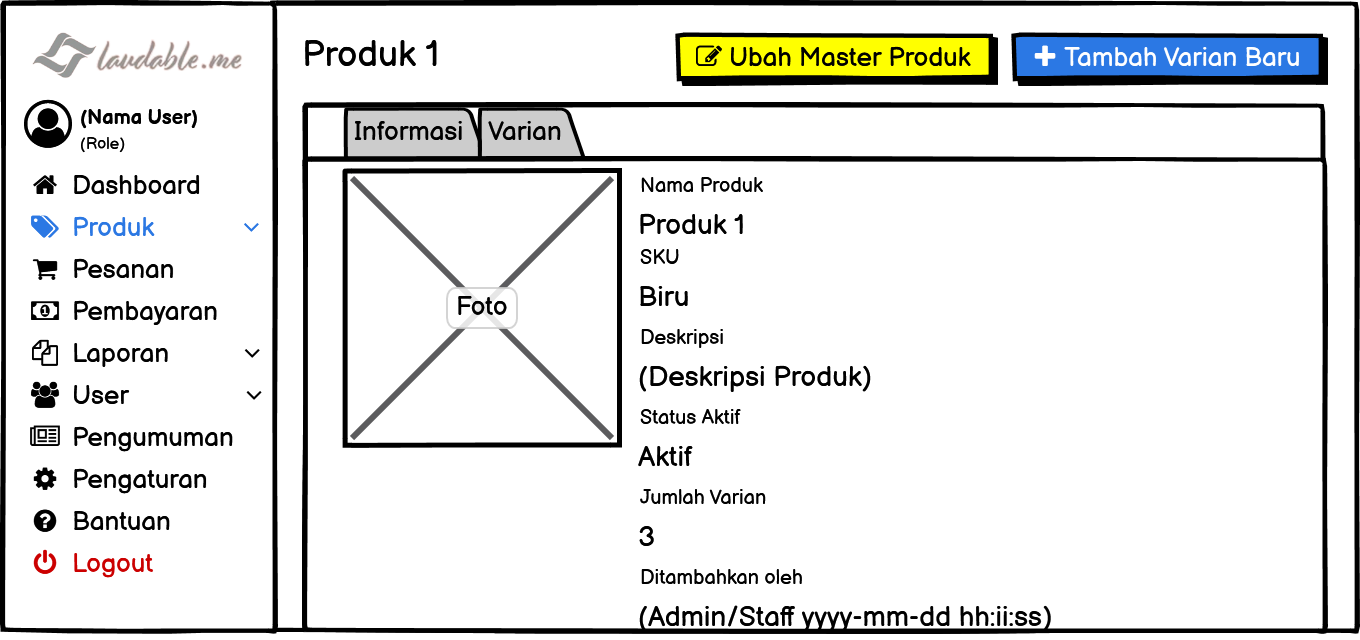 laudable.me
(Nama User)
(Role)
Dashboard
Produk
Pesanan
Pembayaran
Laporan
User
Pengumuman
Pengaturan
Bantuan
Logout
Produk 1
Ubah Master Produk
Tambah Varian Baru
Informasi
Varian
Foto
Nama Produk
Produk 1
SKU
Biru
Deskripsi
(Deskripsi Produk)
Status Aktif
Aktif
Jumlah Varian
3
Ditambahkan oleh
(Admin/Staff yyyy-mm-dd hh:ii:ss)